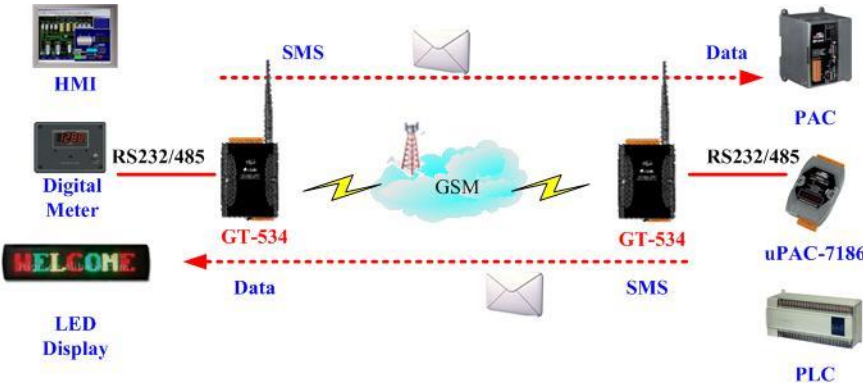 SMS
Data
HMI
PAC
RS232/485
RS232/485
GSM
Digital
Meter
GT-534
GT-534
WELCOME
uPAC-7186
Data
SMS
LED
Display
PLC